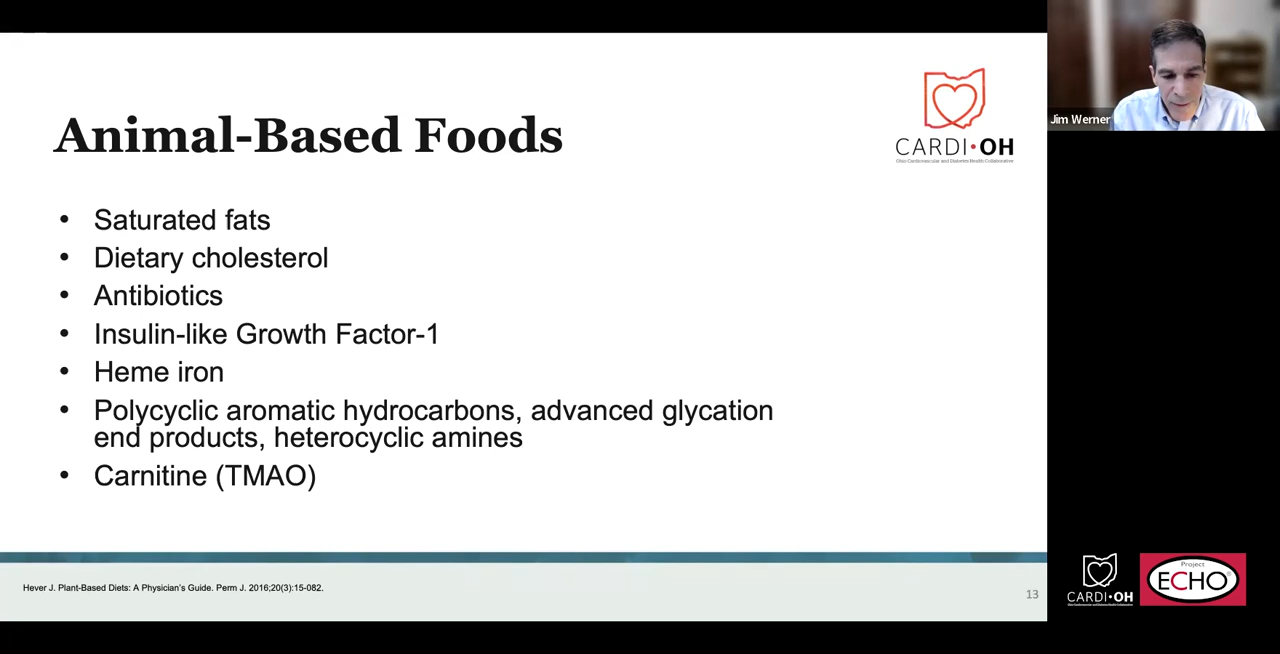 Animal-Based Foods
CARDI•OH
Ohio Cardiovascular and Diabetes Health Collaborative
• Saturated fats
• Dietary cholesterol
• Antibiotics
• Insulin-like Growth Factor-1
• Heme iron
• Polycyclic aromatic hydrocarbons, advanced glycation
end products, heterocyclic amines
• Carnitine (TMAO)
Hever J. Plant-Based Diets: A Physician's Guide. Perm J. 2016;20(3):15-082.
13
Jim Werner
CARDI•OH
Project
ECHO®